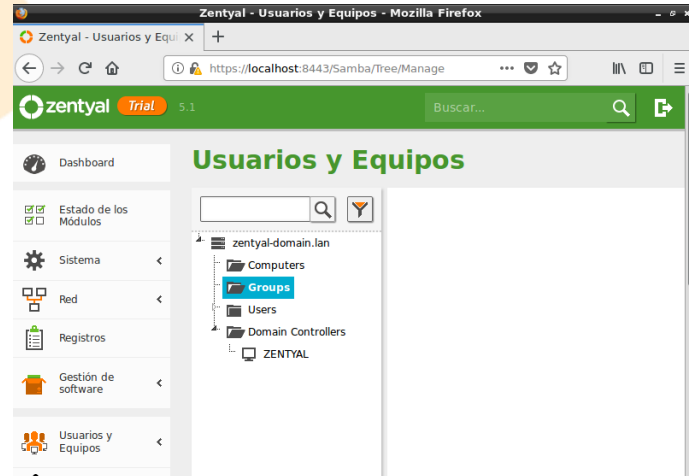 Zentyal - Usuarios y Equipos - Mozilla Firefox
Zentyal - Usuarios y Equi
https://localhost:8443/Samba/Tree/Manage
zentyal Trial 5.1 Buscar...
Dashboard
Estado de los
Módulos
Sistema
Red
Registros
Gestión de
software
Usuarios y
Equipos
Usuarios y Equipos
zentyal-domain.lan
Computers
Groups
Users
Domain Controllers
ZENTYAL